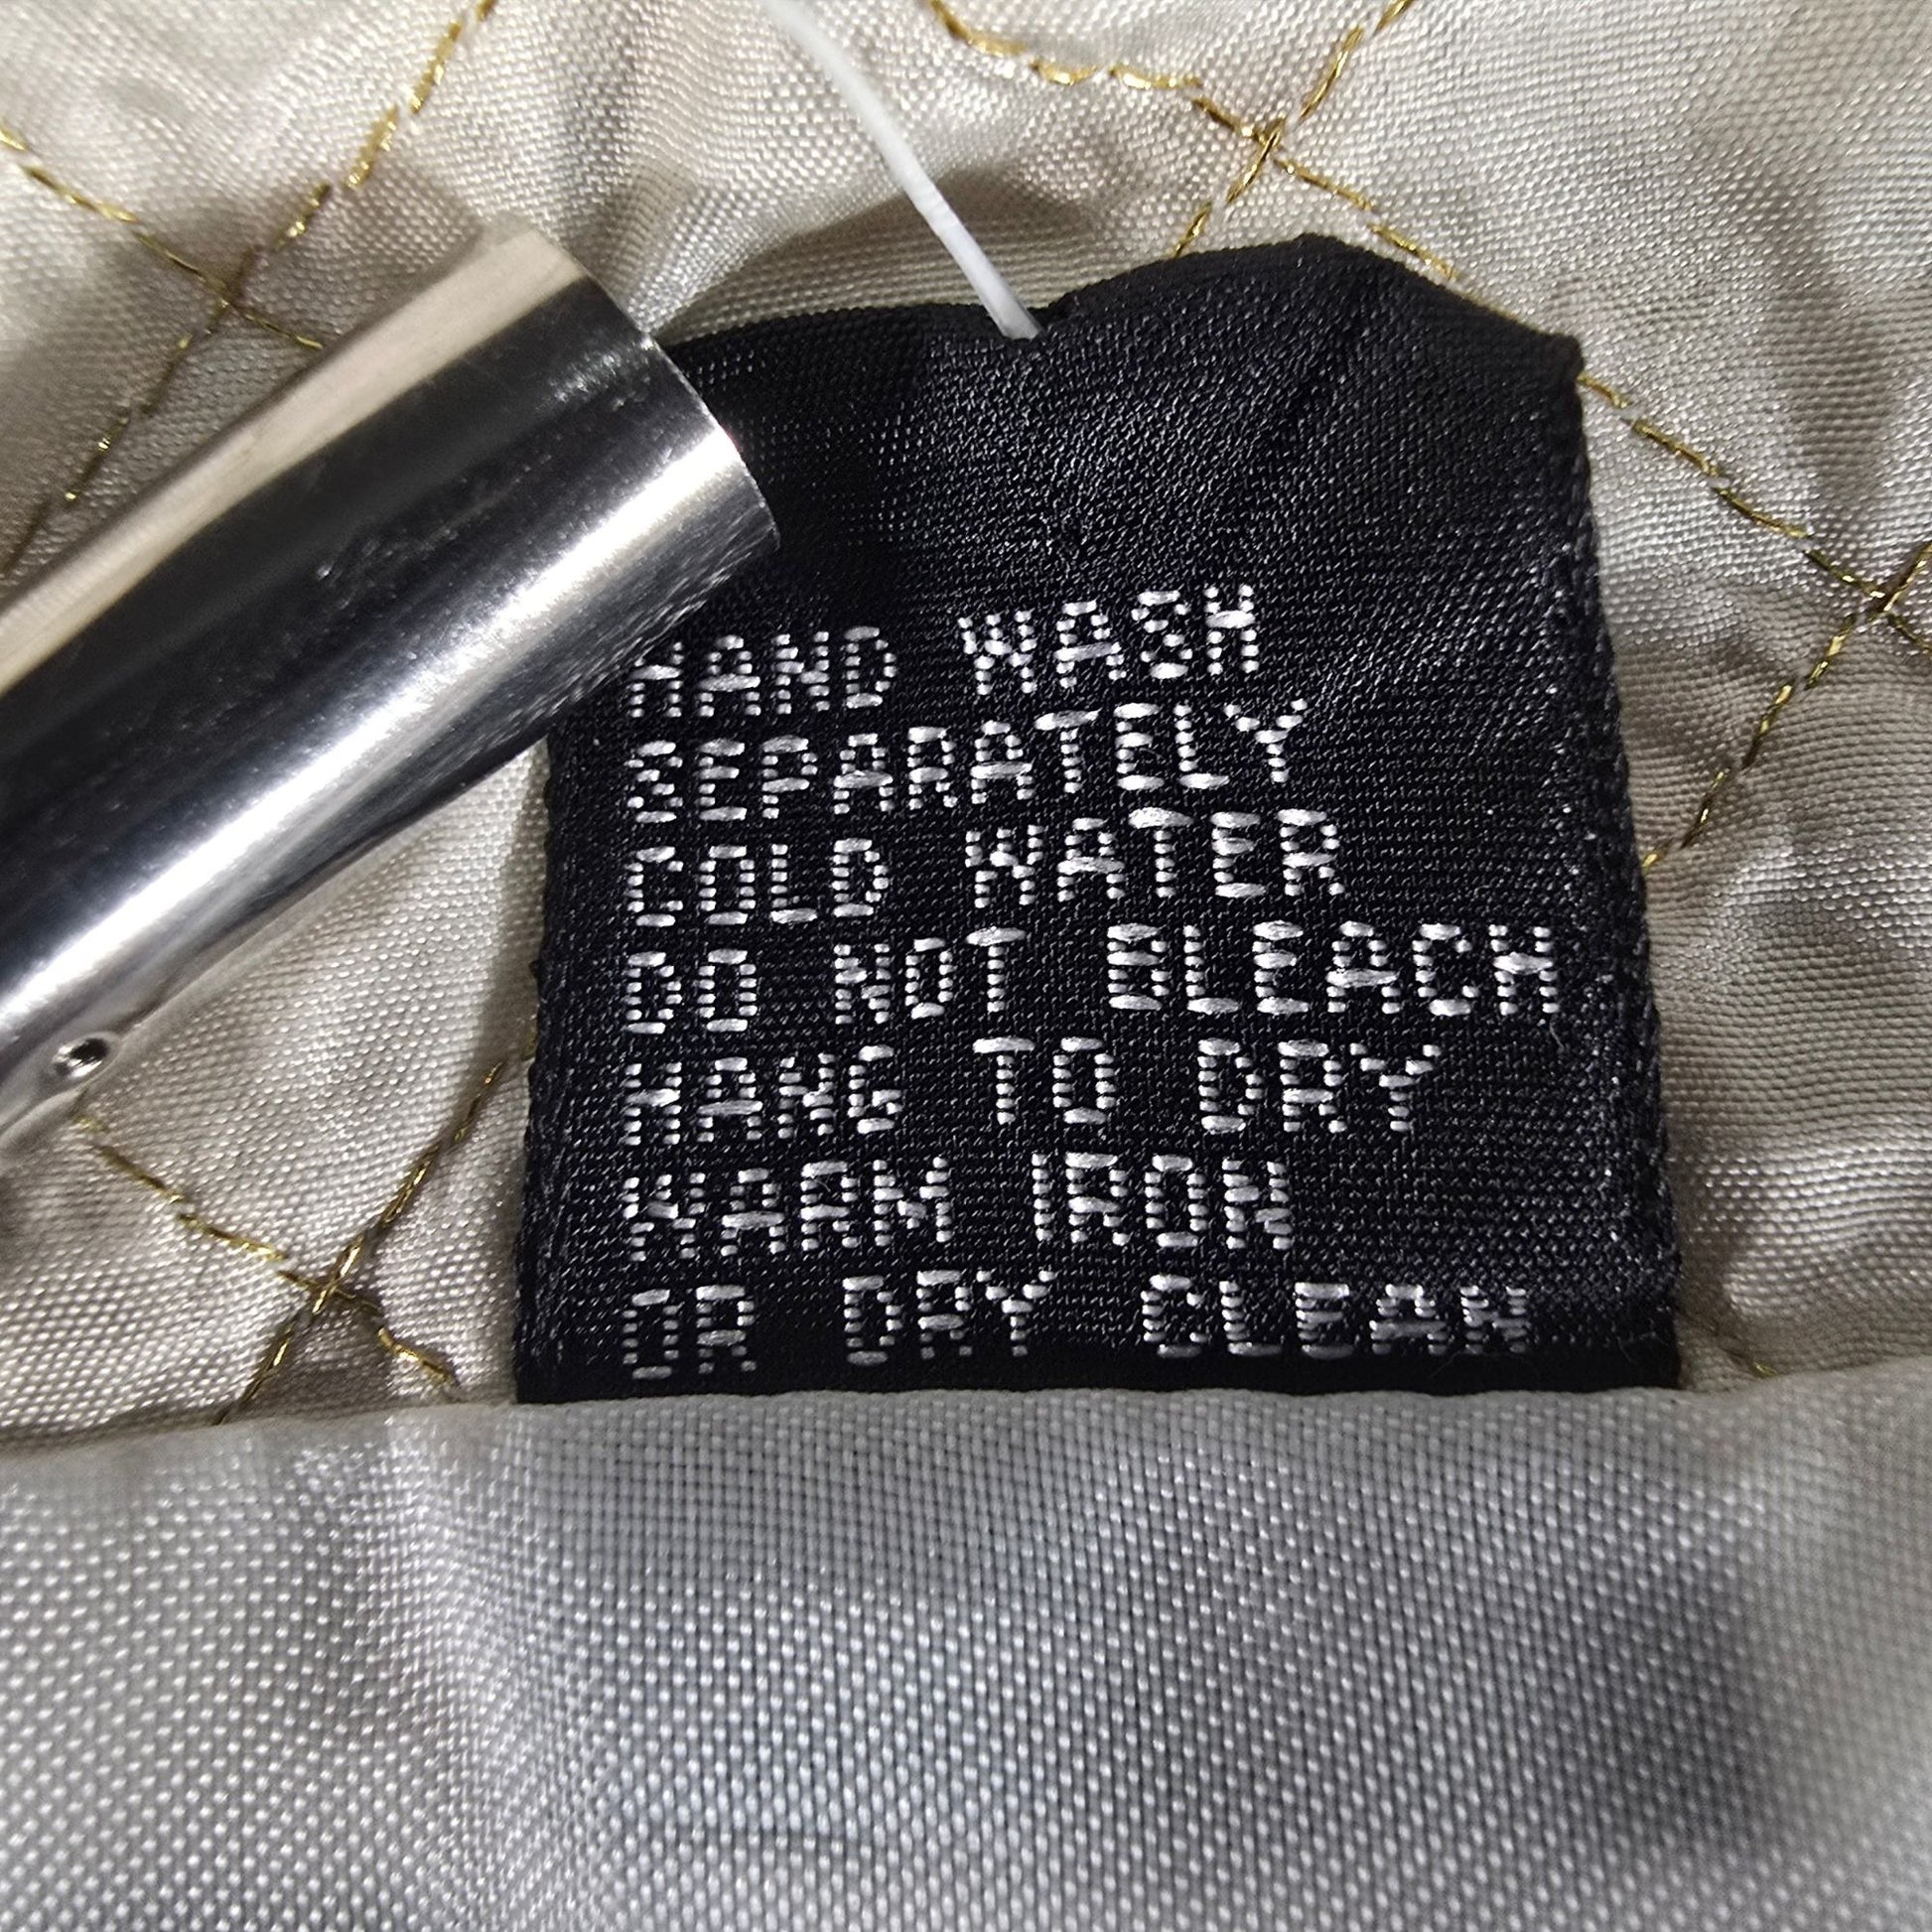 HAND WASH
SEPARATELY
COLD WATER
DO NOT BLEACH
HANG TO DRY
WARM IRON
OR DRY CLEAN